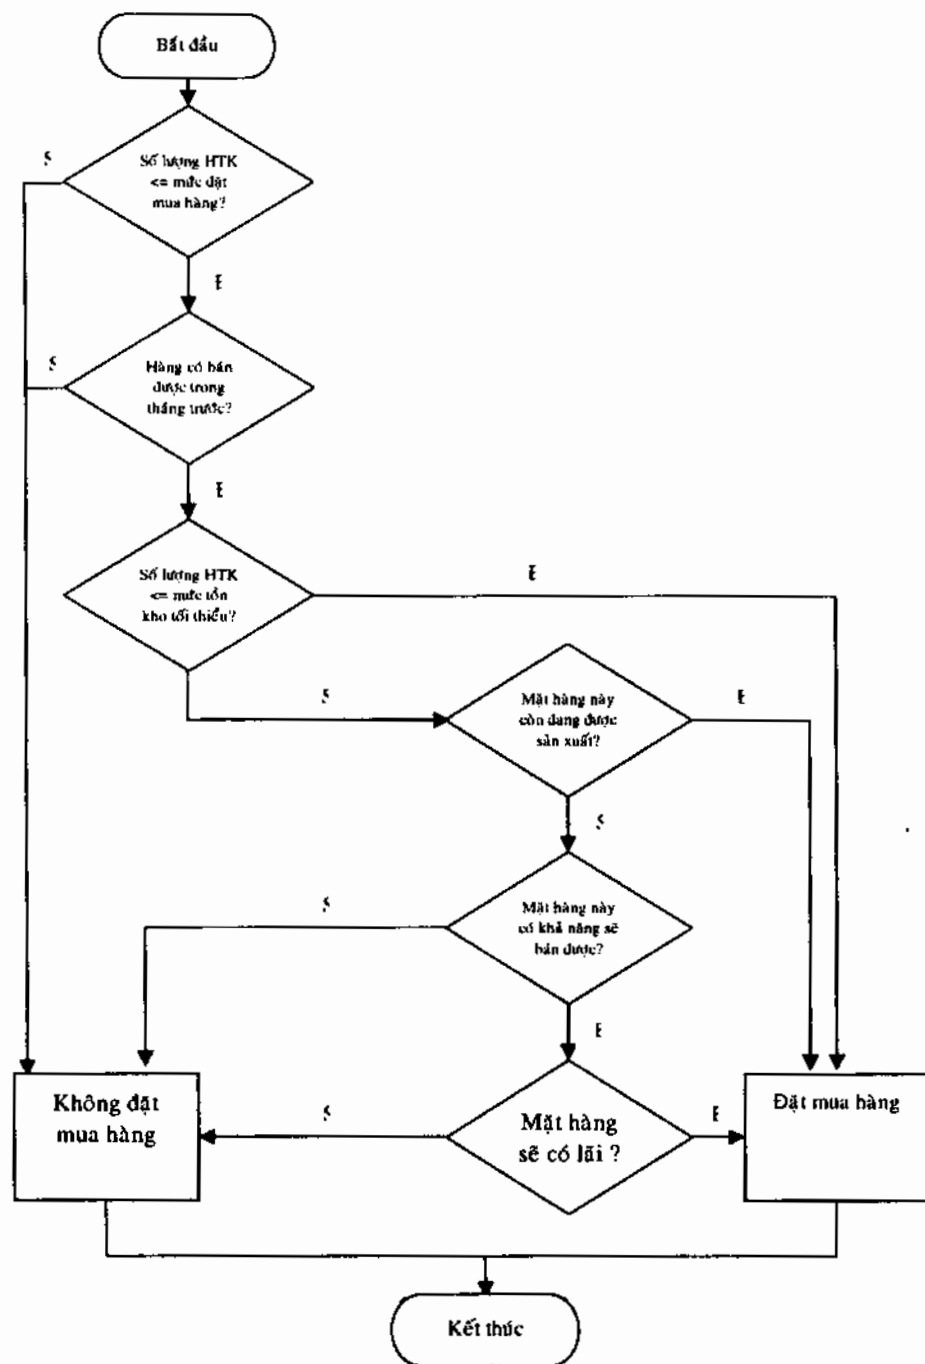 Bắt đầu
S
Số lượng HTK
<= mức đặt
mua hàng?
Đ
S
Hàng có bán
được trong
tháng trước?
Đ
Số lượng HTK
<= mức tồn
kho tối thiểu?
Đ
S
Mặt hàng này
còn đang được
sản xuất?
Đ
S
S
Mặt hàng này
có khả năng sẽ
bán được?
Đ
Không đặt
mua hàng
S
Mặt hàng
sẽ có lãi ?
Đ
Đặt mua hàng
Kết thúc